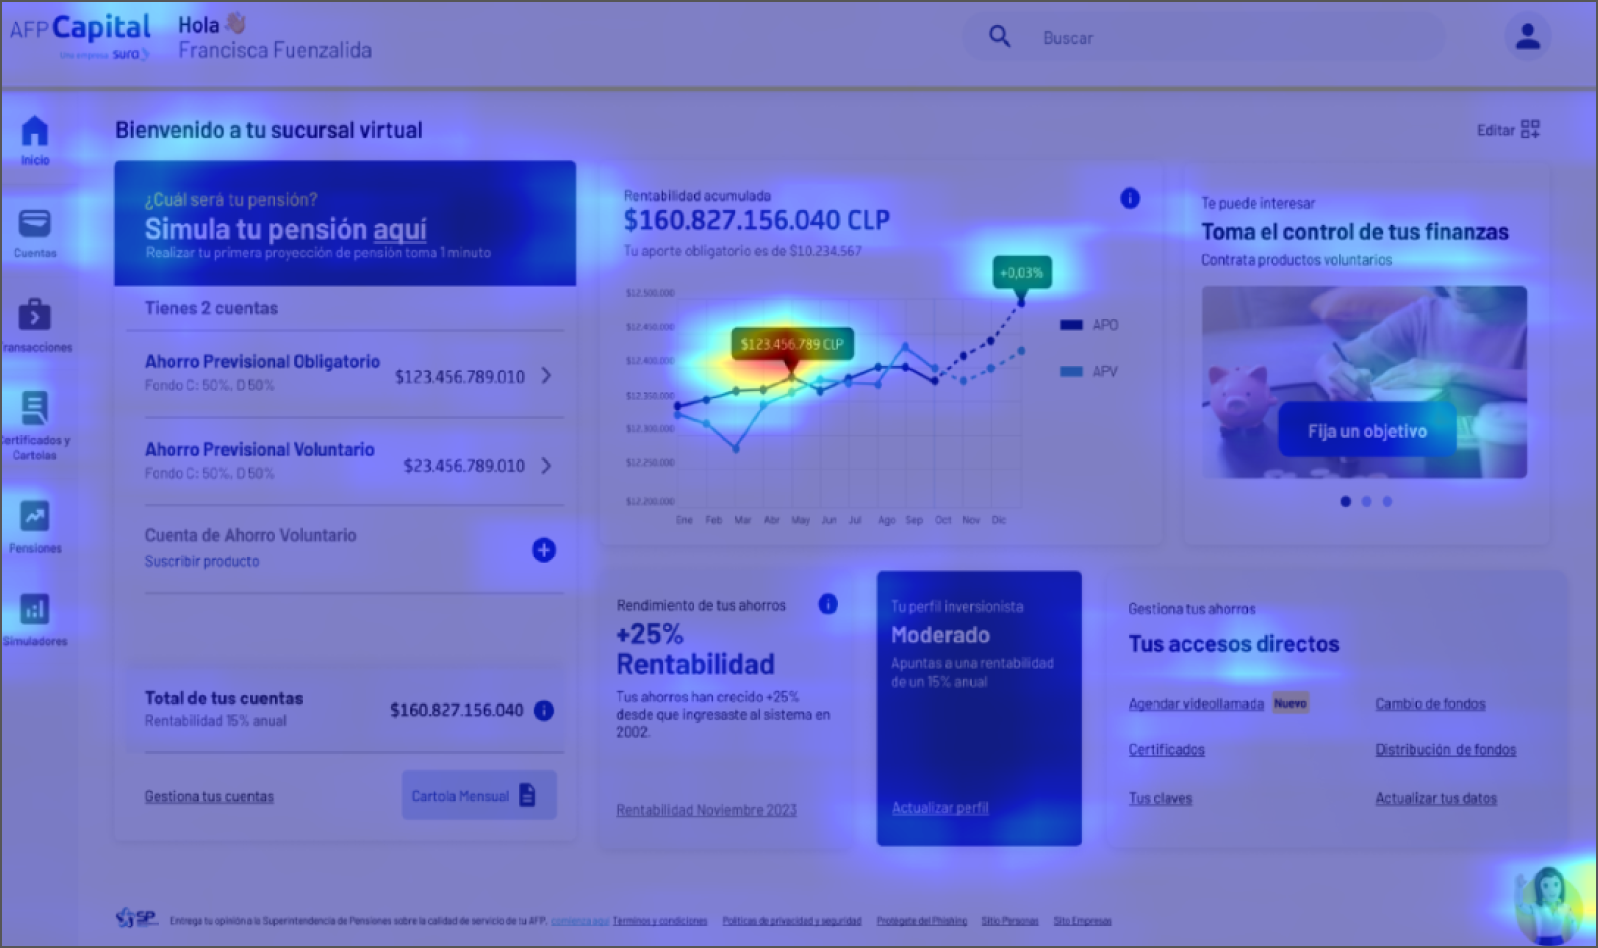 AFP Capital
Una empresa sura
Hola
Francisca Fuenzalida
Buscar
Inicio
Cuentas
Transacciones
Certificados y
Cartolas
Pensiones
Simuladores
Bienvenido a tu sucursal virtual
Editar
¿Cuál será tu pensión?
Simula tu pensión aquí
Realizar tu primera proyección de pensión toma 1 minuto
Tienes 2 cuentas
Ahorro Previsional Obligatorio
Fondo C: 50%, D 50%
$123.456.789.010
Ahorro Previsional Voluntario
Fondo C: 50%, D 50%
$23.456.789.010
Cuenta de Ahorro Voluntario
Suscribir producto
Total de tus cuentas
Rentabilidad 15% anual
$160.827.156.040
Gestiona tus cuentas
Cartola Mensual
Rentabilidad acumulada
$160.827.156.040 CLP
Tu aporte obligatorio es de $10.234.567
+0,03%
$123.456.789 CLP
$12.500.000
$12.450.000
$12.400.000
$12.350.000
$12.300.000
$12.250.000
$12.200.000
Ene Feb Mar Abr May Jun Jul Ago Sep Oct Nov Dic
APO
APV
Te puede interesar
Toma el control de tus finanzas
Contrata productos voluntarios
Fija un objetivo
Rendimiento de tus ahorros
+25%
Rentabilidad
Tus ahorros han crecido +25%
desde que ingresaste al sistema en
2002.
Rentabilidad Noviembre 2023
Tu perfil inversionista
Moderado
Apuntas a una rentabilidad
de un 15% anual
Actualizar perfil
Gestiona tus ahorros
Tus accesos directos
Agendar videollamada Nuevo
Cambio de fondos
Certificados
Distribución de fondos
Tus claves
Actualizar tus datos
SP
Entrega tu opinión a la Superintendencia de Pensiones sobre la calidad de servicio de tu AFP, comienza aquí Terminos y condiciones Políticas de privacidad y seguridad Protégete del Phishing Sitio Personas Sito Empresas